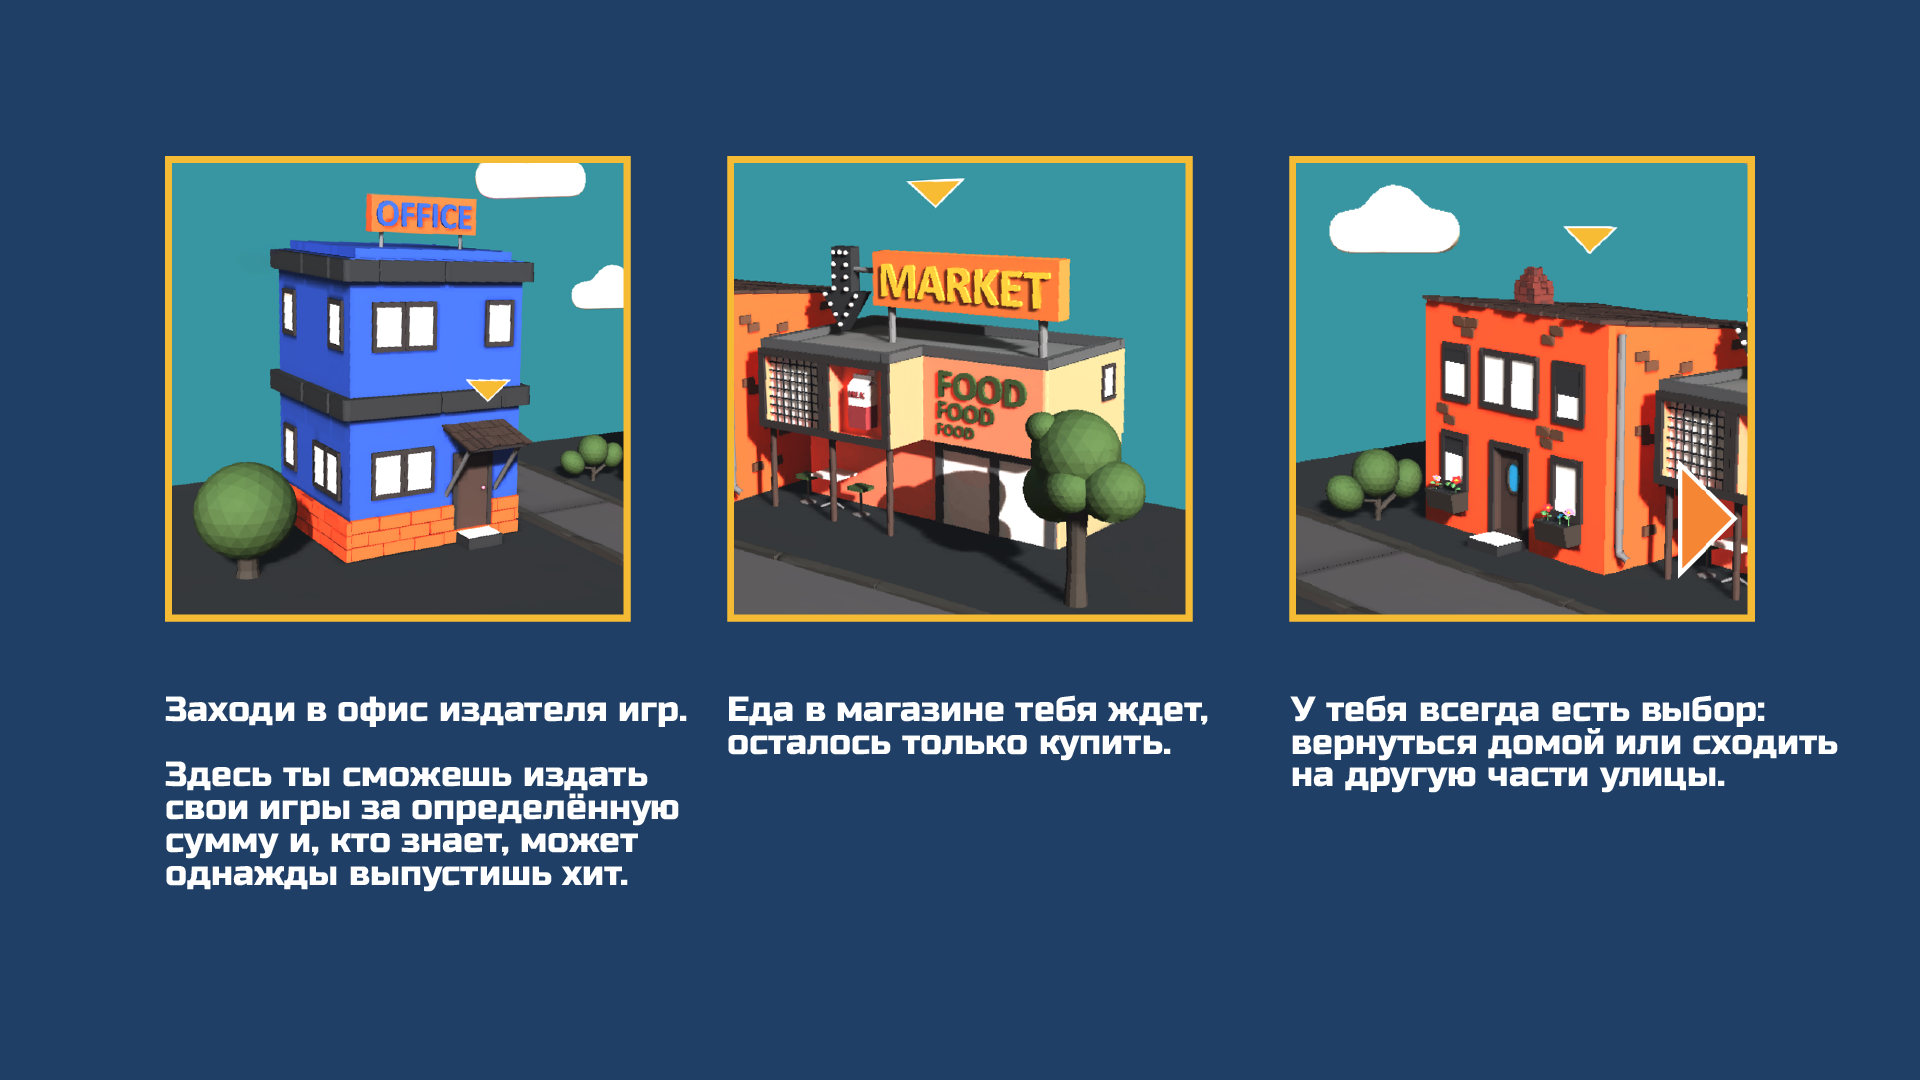 OFFICE
MARKET
FOOD
FOOD
FOOD
MILK
Заходи в офис издателя игр.
Здесь ты сможешь издать
свои игры за определённую
сумму и, кто знает, может
однажды выпустишь хит.
Еда в магазине тебя ждет,
осталось только купить.
У тебя всегда есть выбор:
вернуться домой или сходить
на другую части улицы.